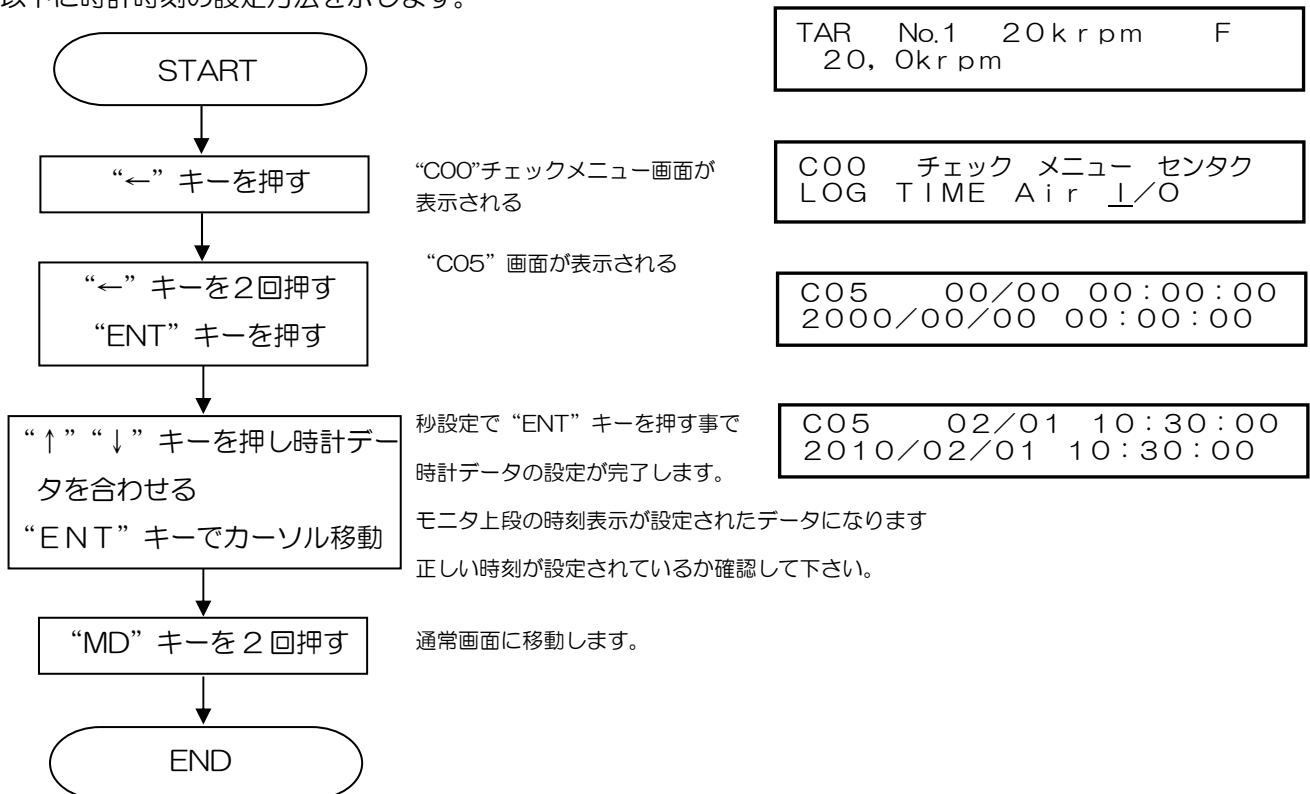 以下に時計時刻の設定方法を示します。
TAR No.1 20krpm F
20,0krpm
START
“←”キーを押す
“C00”チェックメニュー画面が
表示される
C00 チェック メニュー センタク
LOG TIME Air I/O
“←”キーを2回押す
“ENT”キーを押す
“C05”画面が表示される
C05 00/00 00:00:00
2000/00/00 00:00:00
“↑”“↓”キーを押し時計デー
タを合わせる
“ENT”キーでカーソル移動
秒設定で“ENT”キーを押す事で
時計データの設定が完了します。
モニタ上段の時刻表示が設定されたデータになります
正しい時刻が設定されているか確認して下さい。
C05 02/01 10:30:00
2010/02/01 10:30:00
“MD”キーを2回押す
通常画面に移動します。
END